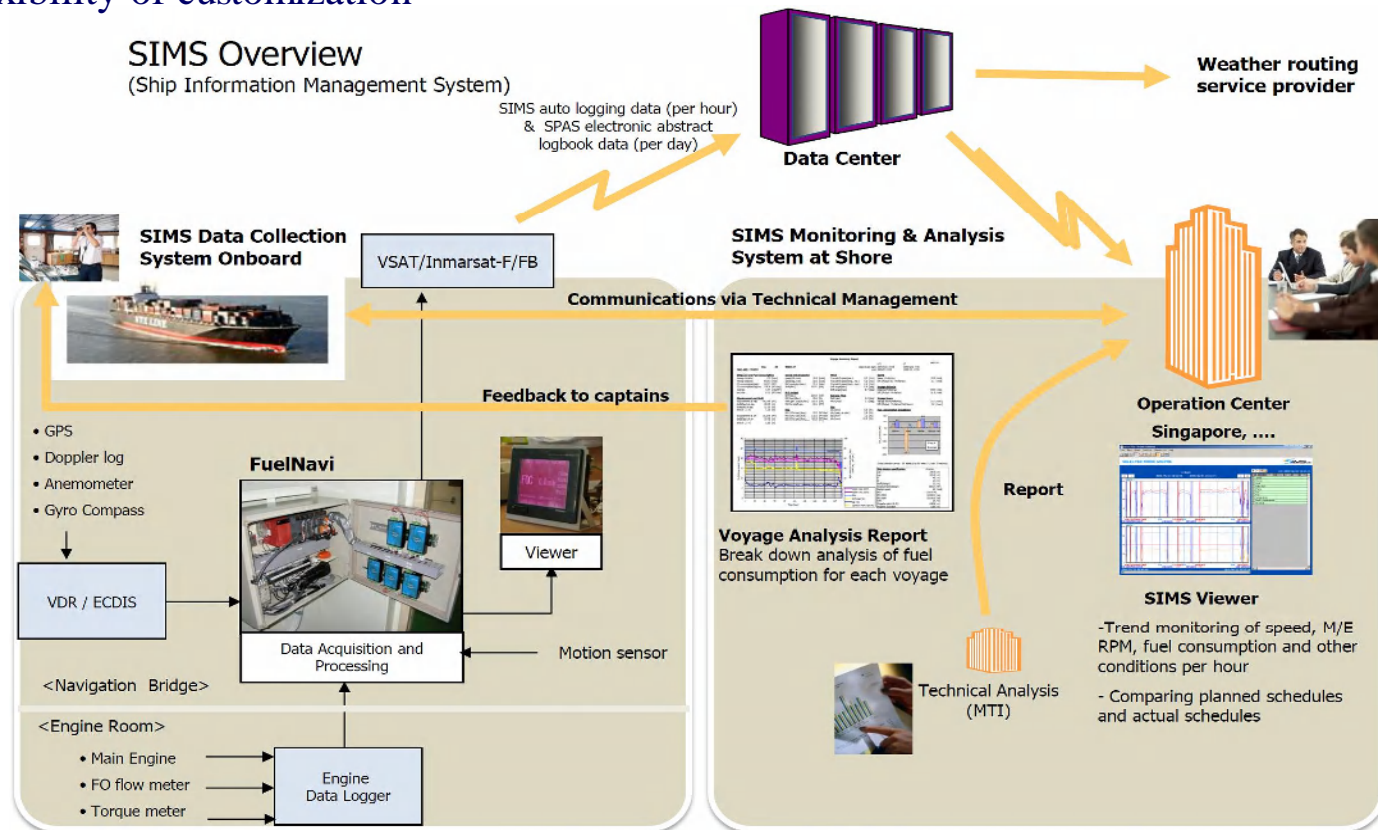 xibility of customization
SIMS Overview
(Ship Information Management System)
SIMS auto logging data (per hour)
& SPAS electronic abstract
logbook data (per day)
Data Center
Weather routing
service provider
SIMS Data Collection
System Onboard
VSAT/Inmarsat-F/FB
SIMS Monitoring & Analysis
System at Shore
Communications via Technical Management
Feedback to captains
• GPS
• Doppler log
• Anemometer
• Gyro Compass
FuelNavi
Viewer
VDR / ECDIS
Data Acquisition and
Processing
Motion sensor
<Navigation Bridge>
<Engine Room>
• Main Engine
• FO flow meter
• Torque meter
Engine
Data Logger
Voyage Analysis Report
Break down analysis of fuel
consumption for each voyage
Report
Technical Analysis
(MTI)
Operation Center
Singapore, ....
SIMS Viewer
-Trend monitoring of speed, M/E
RPM, fuel consumption and other
conditions per hour
- Comparing planned schedules
and actual schedules